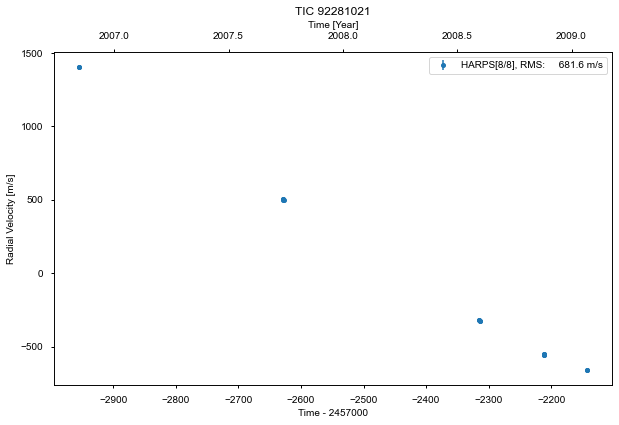 TIC 92281021
Time [Year]
2007.0 2007.5 2008.0 2008.5 2009.0
HARPS[8/8], RMS: 681.6 m/s
1500
1000
500
0
−500
Radial Velocity [m/s]
−2900 −2800 −2700 −2600 −2500 −2400 −2300 −2200
Time - 2457000